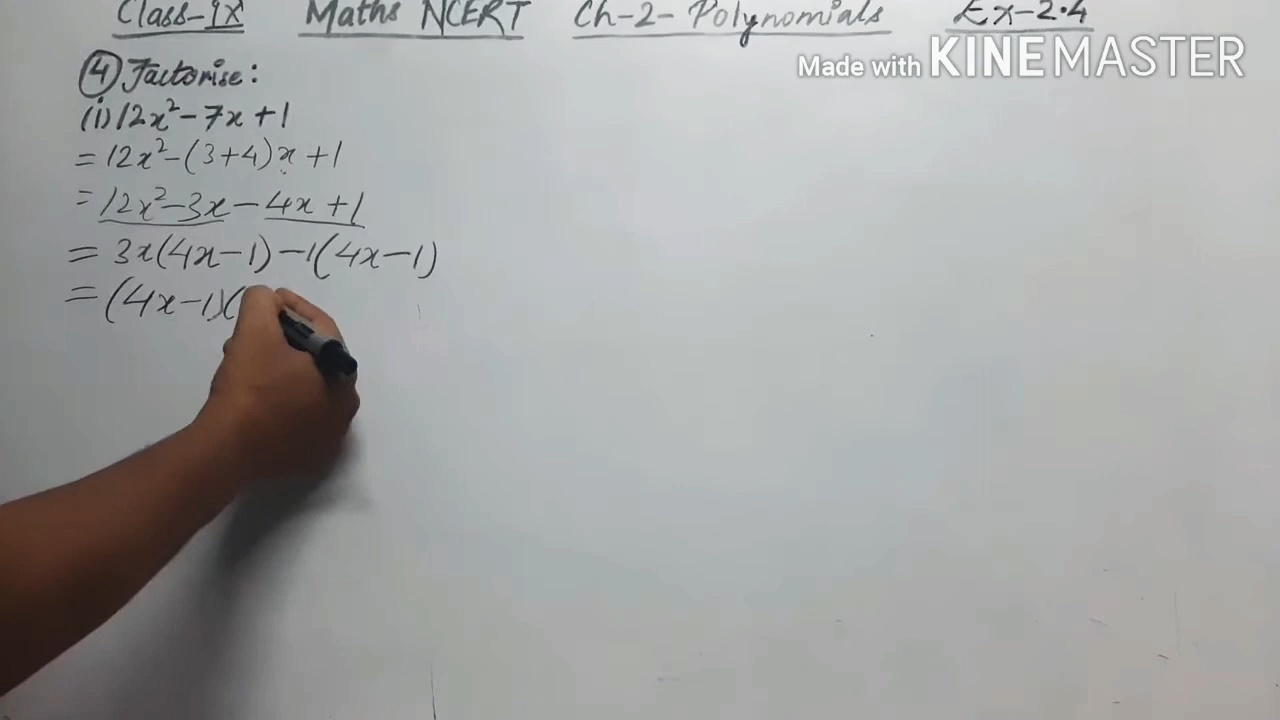 Class-IX Maths NCERT Ch-2-Polynomials Ex-2.4
Made with KINEMASTER
④ Factorise:
(i) 12x²-7x+1
= 12x²-(3+4)x+1
= 12x²-3x-4x+1
= 3x(4x-1)-1(4x-1)
= (4x-1)(